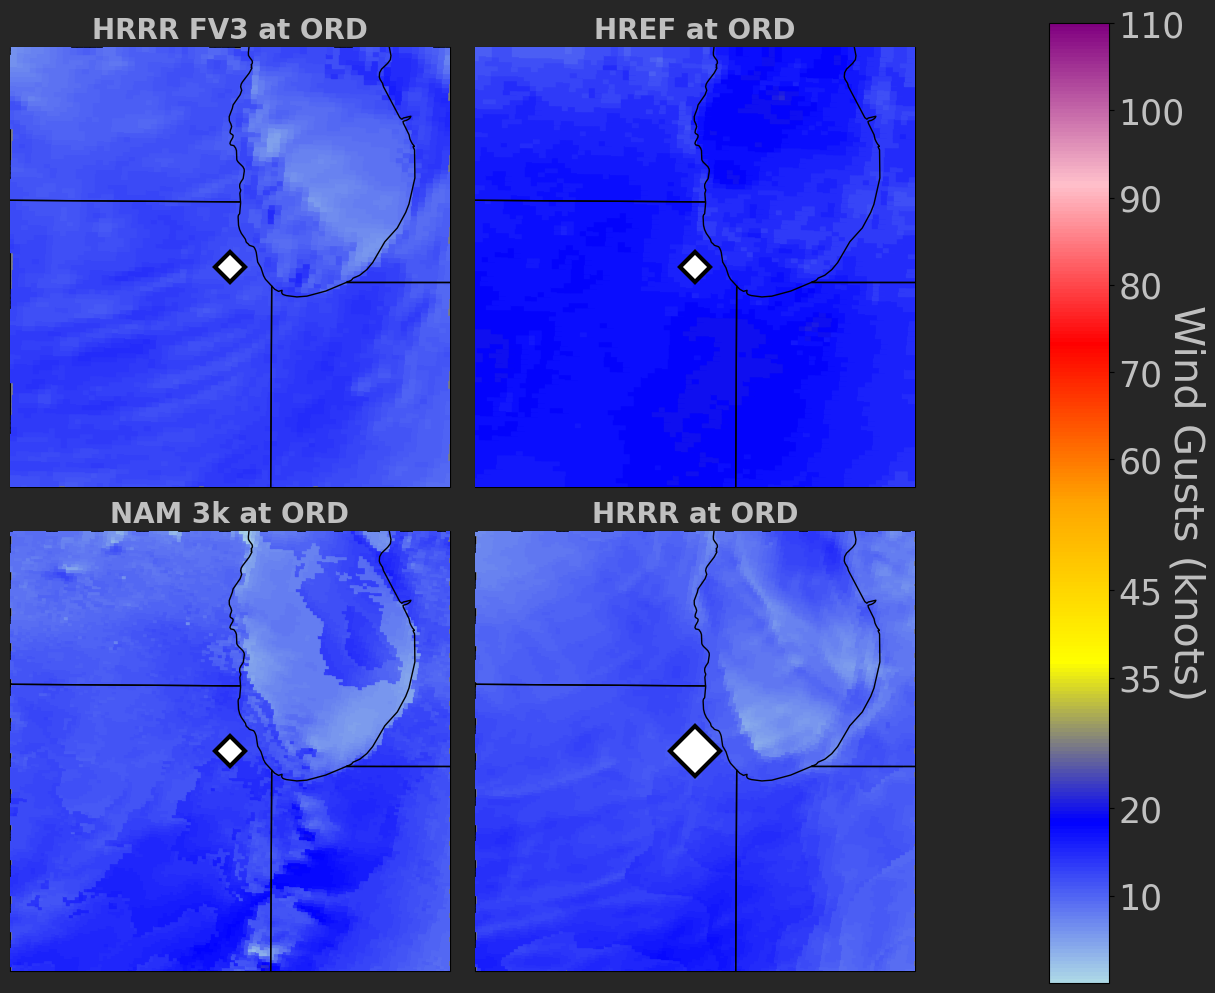 HRRR FV3 at ORD
HREF at ORD
NAM 3k at ORD
HRRR at ORD
110
100
90
80
70
60
45
35
20
10
Wind Gusts (knots)